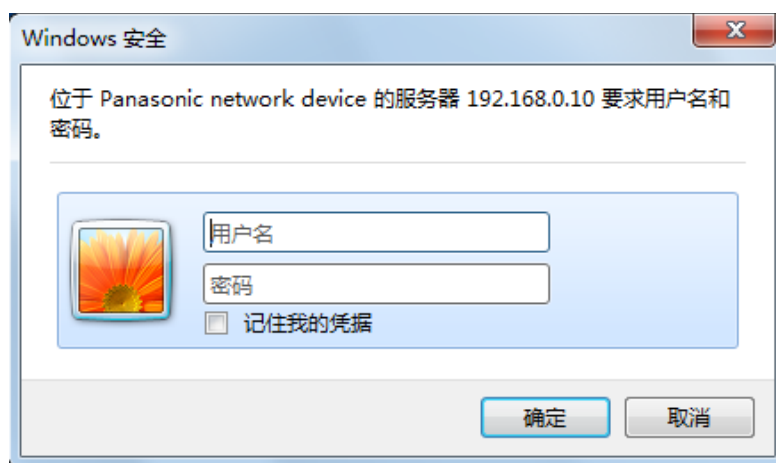 Windows 安全
位于 Panasonic network device 的服务器 192.168.0.10 要求用户名和
密码。
用户名
密码
记住我的凭据
确定
取消